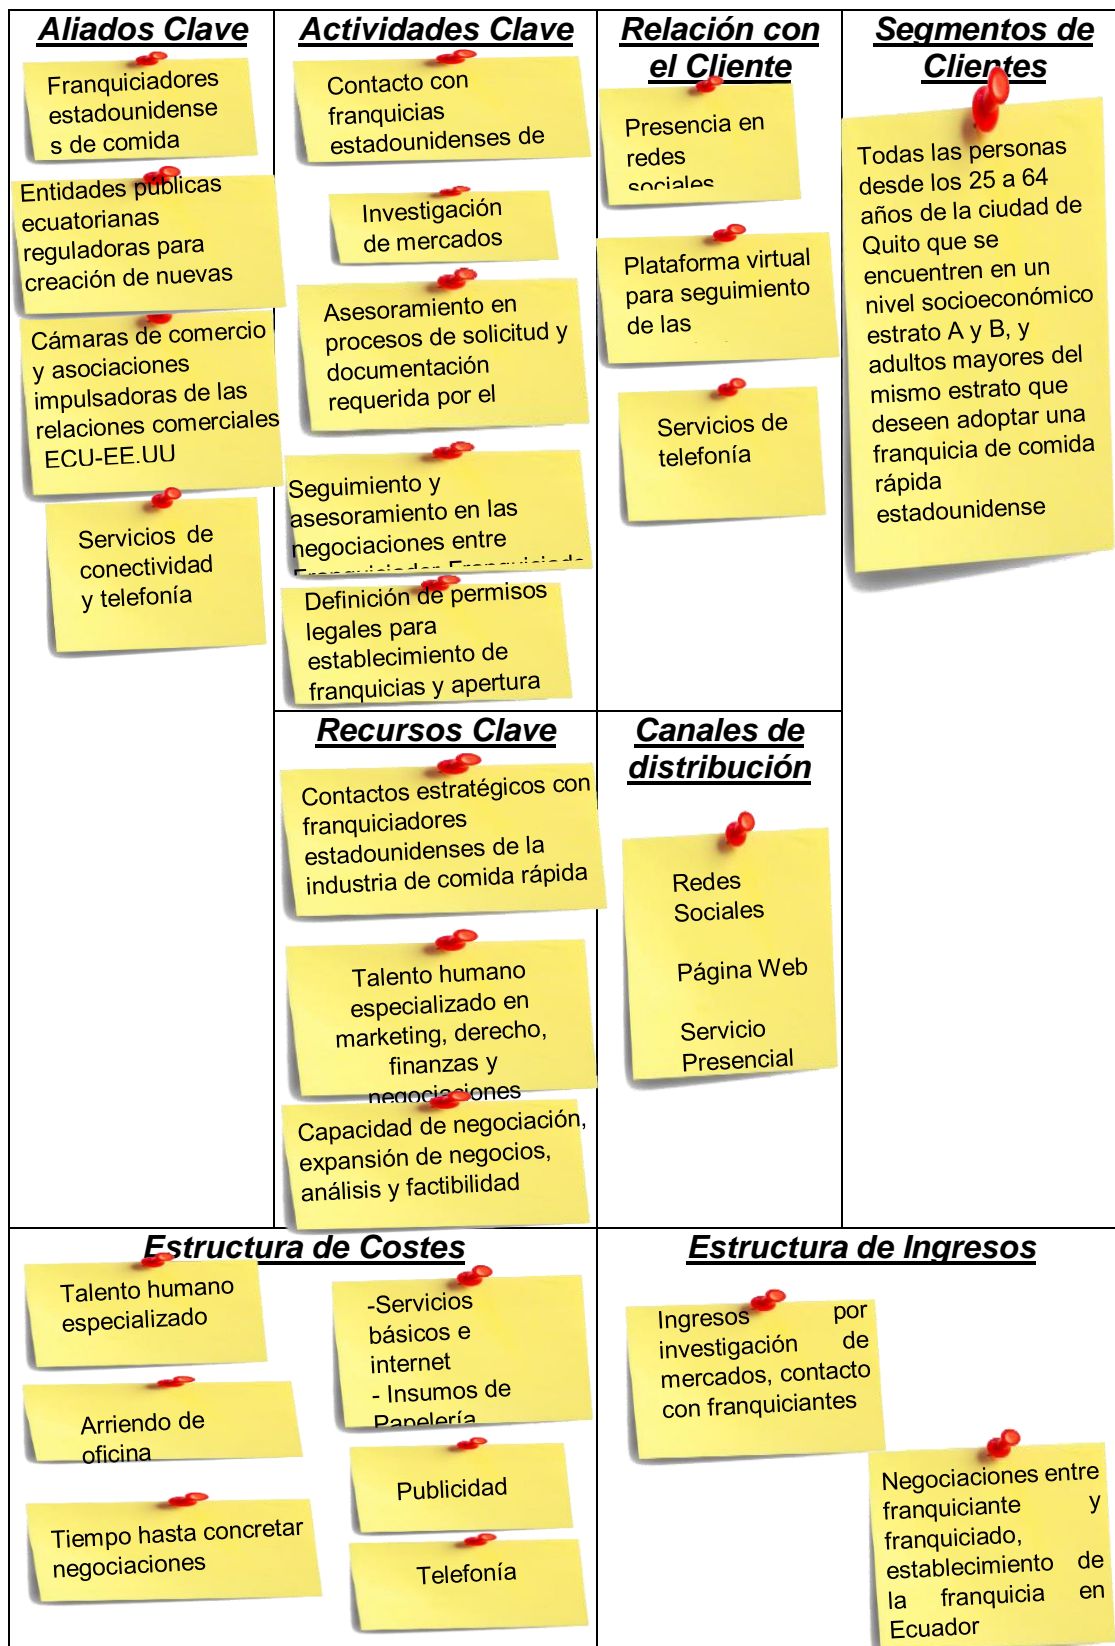 Aliados Clave
Franquiciadores
estadounidense
s de comida
Entidades públicas
ecuatorianas
reguladoras para
creación de nuevas
Cámaras de comercio
y asociaciones
impulsadoras de las
relaciones comerciales
ECU-EE.UU
Servicios de
conectividad
y telefonía
Actividades Clave
Contacto con
franquicias
estadounidenses de
Investigación
de mercados
Asesoramiento en
procesos de solicitud y
documentación
requerida por el
Seguimiento y
asesoramiento en las
negociaciones entre
Franquiciador-Franquiciado
Definición de permisos
legales para
establecimiento de
franquicias y apertura
Recursos Clave
Contactos estratégicos con
franquiciadores
estadounidenses de la
industria de comida rápida
Talento humano
especializado en
marketing, derecho,
finanzas y
negociaciones
Capacidad de negociación,
expansión de negocios,
análisis y factibilidad
Relación con
el Cliente
Presencia en
redes
sociales
Plataforma virtual
para seguimiento
de las
Servicios de
telefonía
Canales de
distribución
Redes
Sociales
Página Web
Servicio
Presencial
Segmentos de
Clientes
Todas las personas
desde los 25 a 64
años de la ciudad de
Quito que se
encuentren en un
nivel socioeconómico
estrato A y B, y
adultos mayores del
mismo estrato que
deseen adoptar una
franquicia de comida
rápida
estadounidense
Estructura de Costes
Talento humano
especializado
Arriendo de
oficina
Tiempo hasta concretar
negociaciones
-Servicios
básicos e
internet
- Insumos de
Papelería
Publicidad
Telefonía
Estructura de Ingresos
Ingresos por
investigación de
mercados, contacto
con franquiciantes
Negociaciones entre
franquiciante y
franquiciado,
establecimiento de
la franquicia en
Ecuador